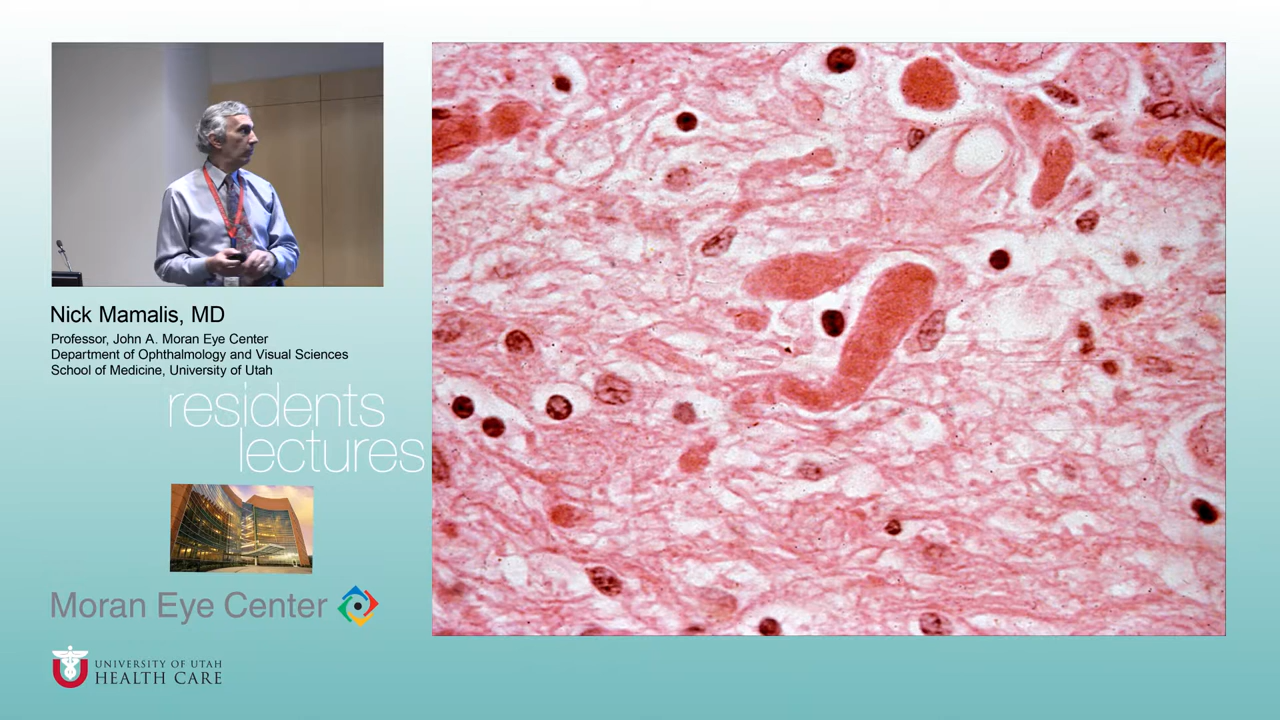 Nick Mamalis, MD
Professor, John A. Moran Eye Center
Department of Ophthalmology and Visual Sciences
School of Medicine, University of Utah
residents
lectures
Moran Eye Center
UNIVERSITY OF UTAH
HEALTH CARE